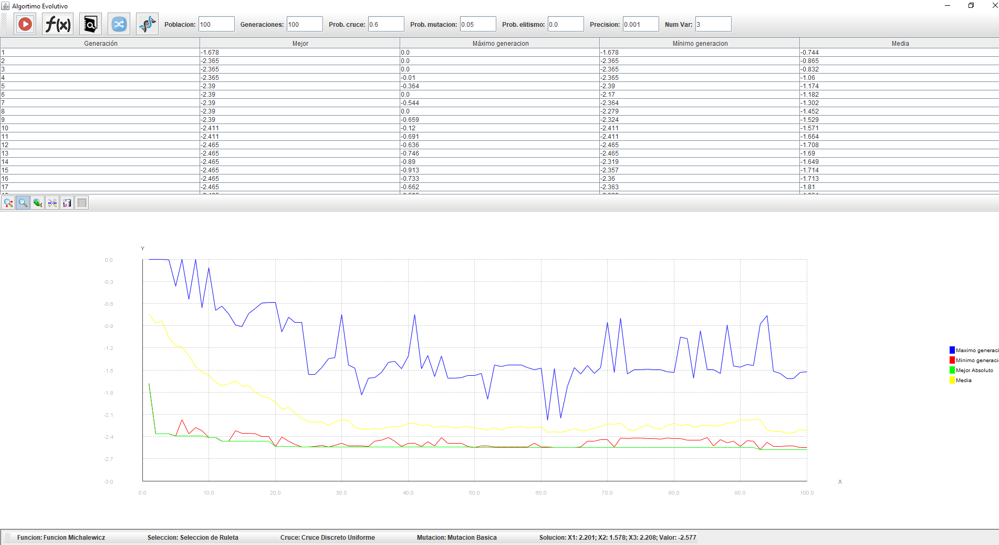 Algortimo Evolutivo
f(x) Poblacion: 100 Generaciones: 100 Prob. cruce: 0.6 Prob. mutacion: 0.05 Prob. elitismo: 0.0 Precision: 0.001 Num Var: 3
Generación Mejor Máximo generacion Mínimo generacion Media
1 -1.678 0.0 -1.678 -0.744
2 -2.365 0.0 -2.365 -0.865
3 -2.365 0.0 -2.365 -0.832
4 -2.365 -0.01 -2.365 -1.06
5 -2.39 -0.364 -2.39 -1.174
6 -2.39 0.0 -2.17 -1.182
7 -2.39 -0.544 -2.364 -1.302
8 -2.39 0.0 -2.279 -1.452
9 -2.39 -0.659 -2.324 -1.529
10 -2.411 -0.12 -2.411 -1.571
11 -2.411 -0.691 -2.411 -1.664
12 -2.465 -0.636 -2.465 -1.708
13 -2.465 -0.746 -2.465 -1.69
14 -2.465 -0.89 -2.319 -1.649
15 -2.465 -0.913 -2.357 -1.714
16 -2.465 -0.733 -2.36 -1.713
17 -2.465 -0.662 -2.363 -1.81
Y
0.0
-0.3
-0.6
-0.9
-1.2
-1.5
-1.8
-2.1
-2.4
-2.7
-3.0
X
0.0 10.0 20.0 30.0 40.0 50.0 60.0 70.0 80.0 90.0 100.0
Maximo generaci
Minimo generaci
Mejor Absoluto
Media
Funcion: Funcion Michalewicz Seleccion: Seleccion de Ruleta Cruce: Cruce Discreto Uniforme Mutacion: Mutacion Basica Solucion: X1: 2.201; X2: 1.578; X3: 2.208; Valor: -2.577